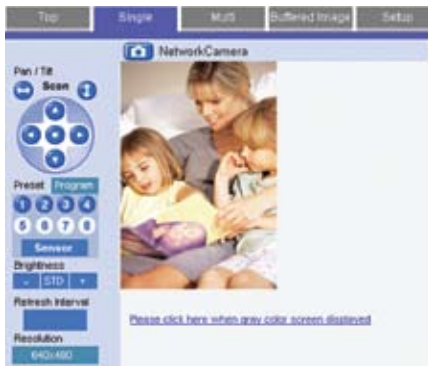 Top Single Multi Buffered Image Setup
NetworkCamera
Pan / Tilt
Scan
Preset Program
1 2 3 4
5 6 7 8
Sensor
Brightness
- STD +
Refresh Interval
Resolution
640x480
Please click here when gray color screen displayed